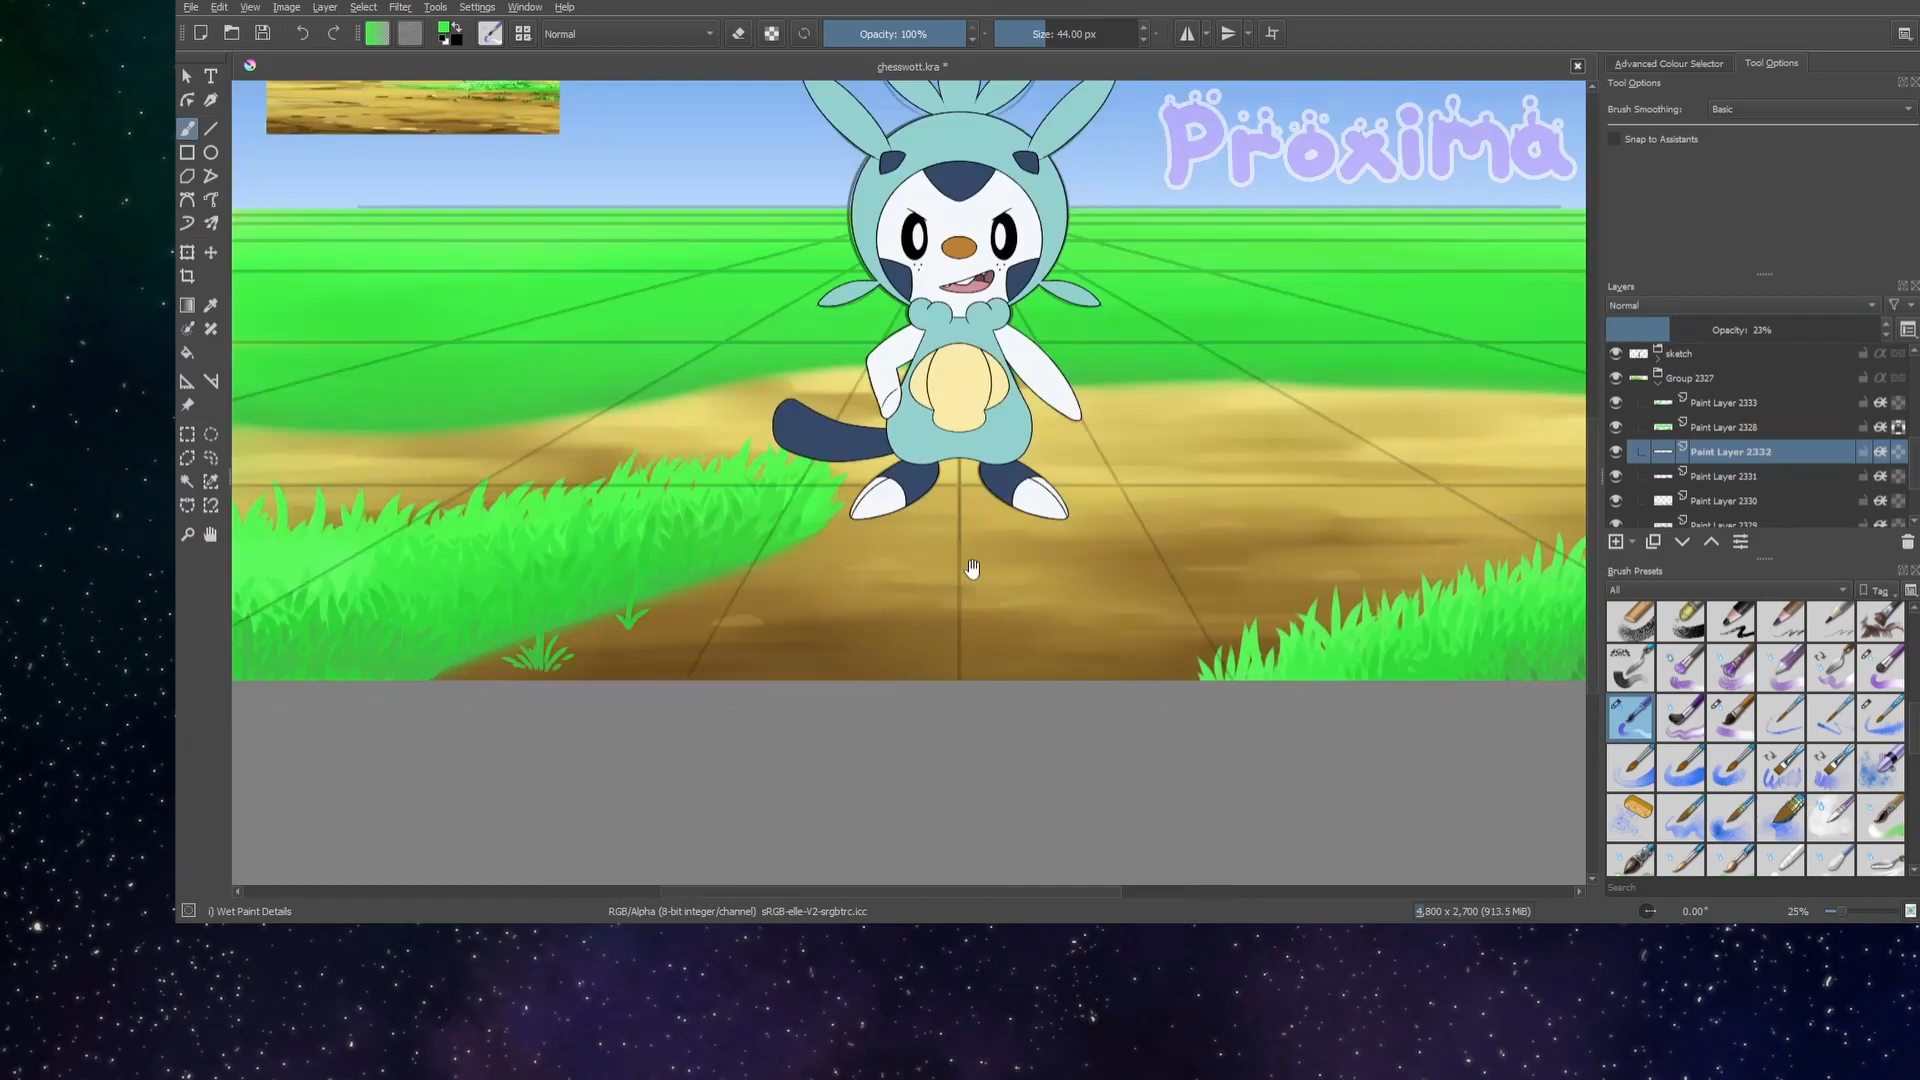 File Edit View Image Layer Select Filter Tools Settings Window Help
Normal Opacity: 100% Size: 44.00 px
chesswott.kra *
Advanced Colour Selector Tool Options
Tool Options
Brush Smoothing: Basic
Snap to Assistants
Proxima
Layers
Normal
Opacity: 23%
sketch
Group 2327
Paint Layer 2333
Paint Layer 2328
Paint Layer 2332
Paint Layer 2331
Paint Layer 2330
Paint Layer 2329
Brush Presets
All Tag
Search
i) Wet Paint Details RGB/Alpha (8-bit integer/channel) sRGB-elle-V2-srgbtrc.icc 4,800 x 2,700 (913.5 MiB) 0.00° 25%